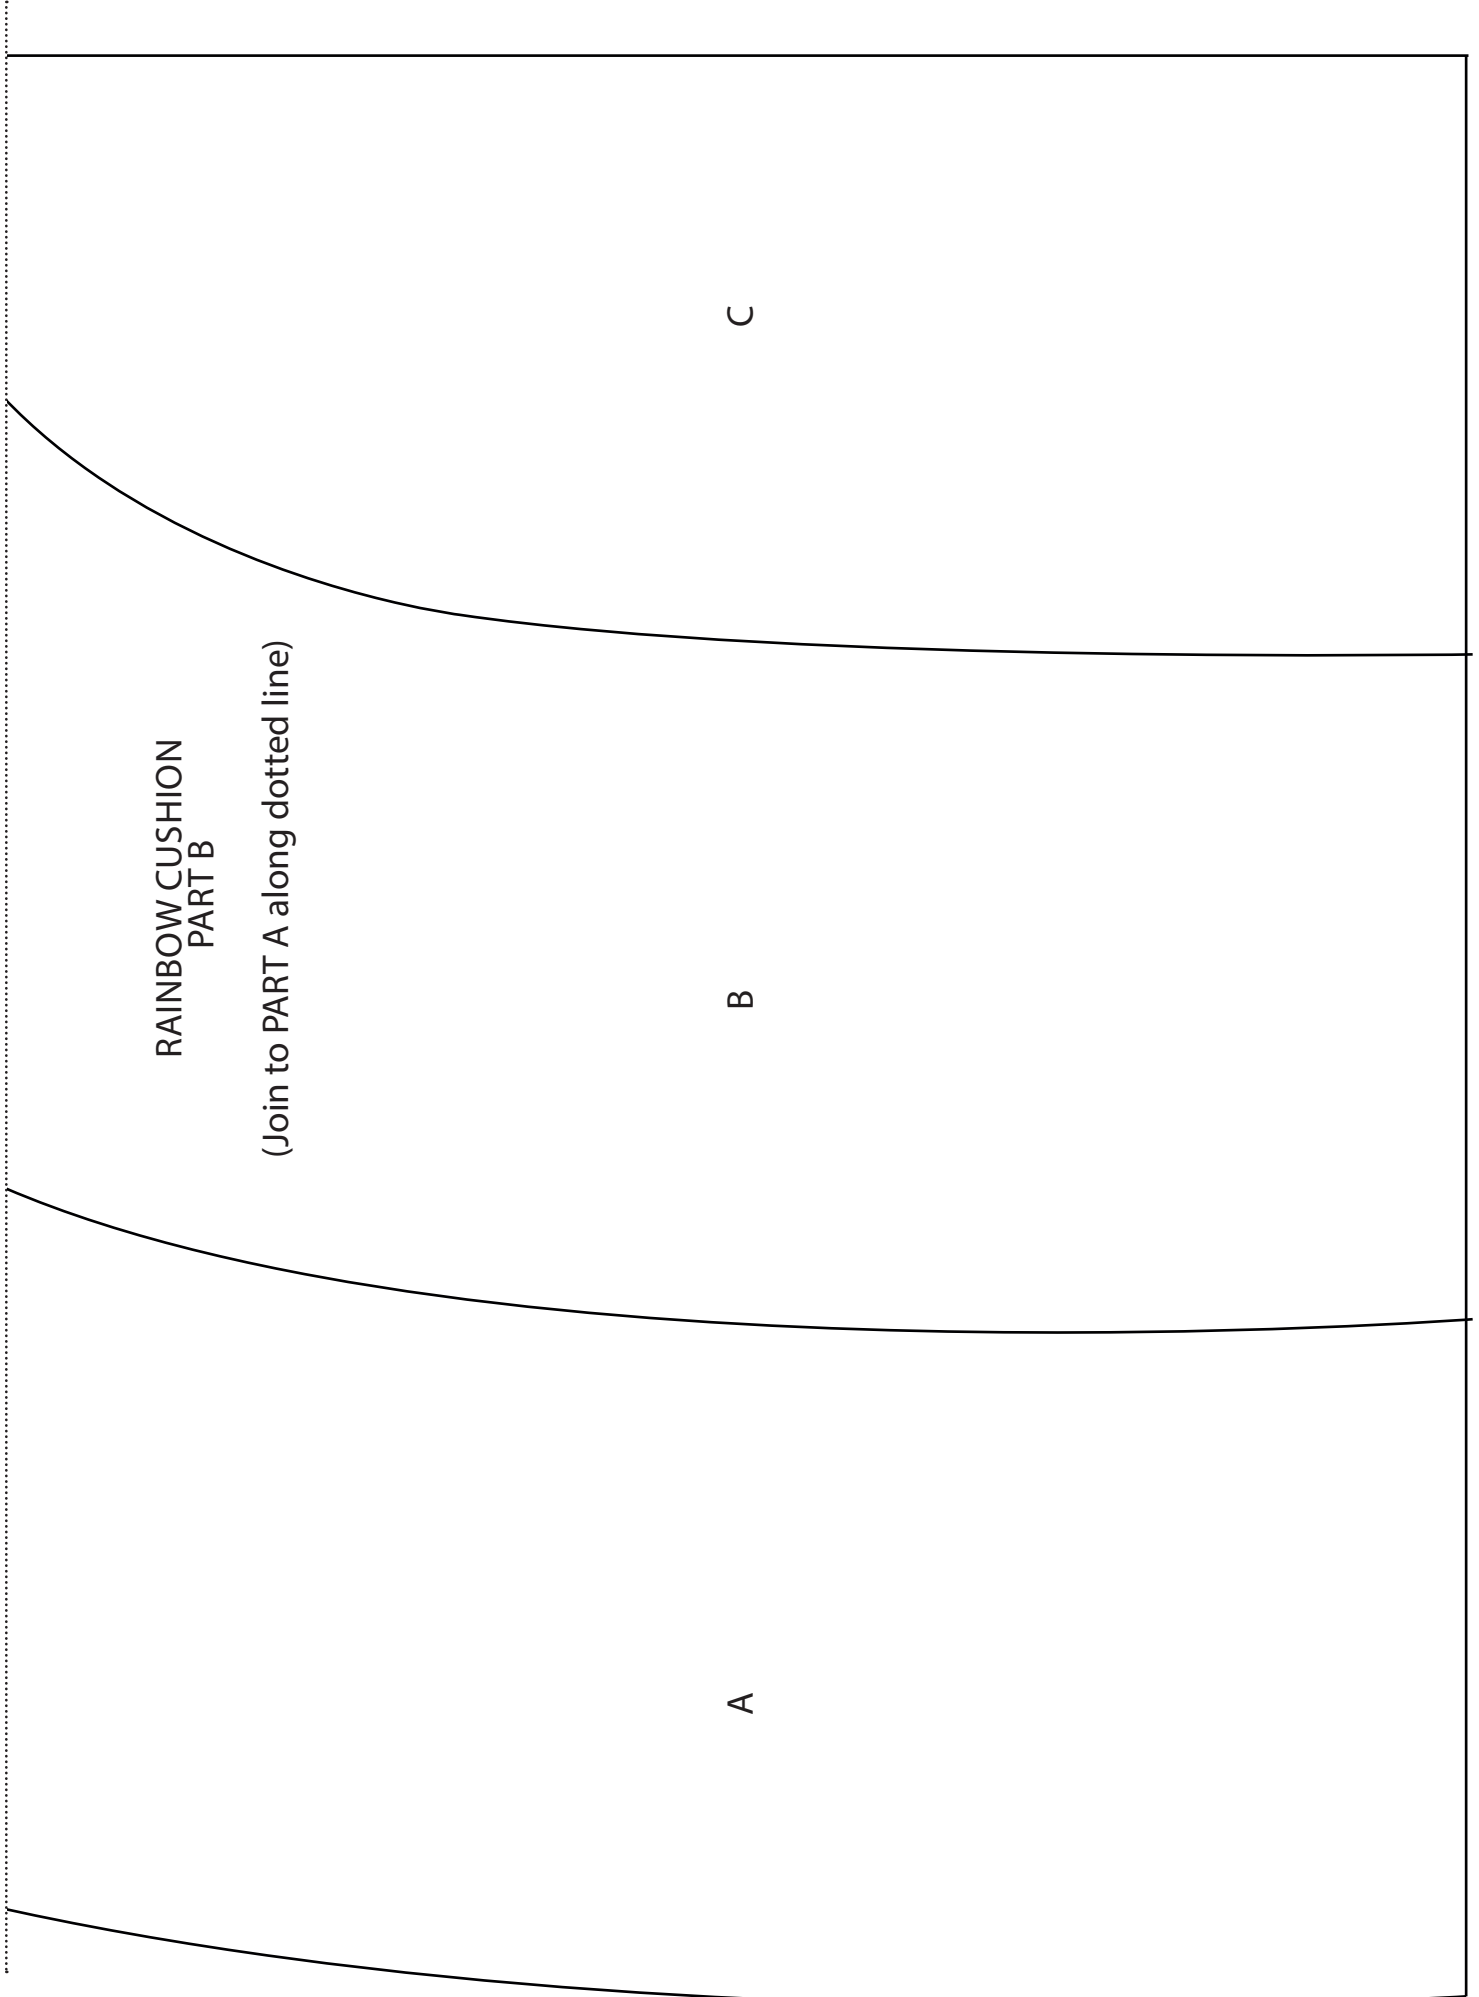 RAINBOW CUSHION
PART B
(Join to PART A along dotted line)
A
B
C